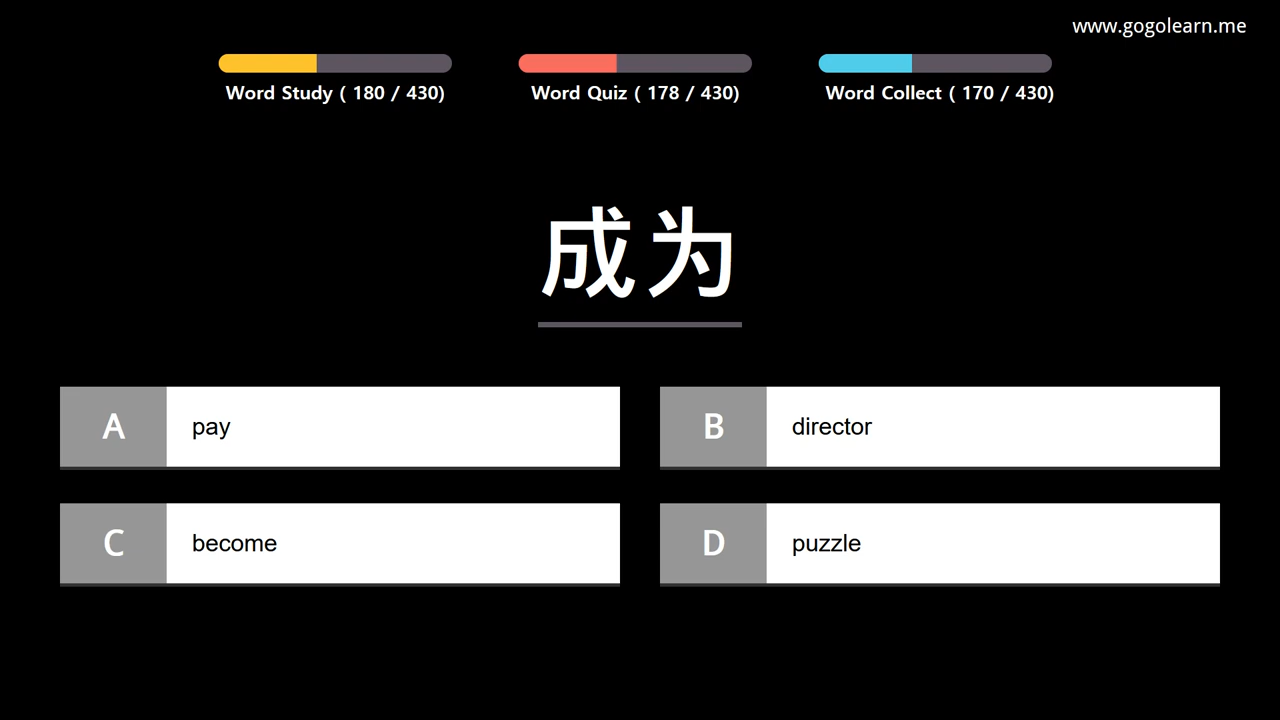 www.gogolearn.me
Word Study ( 180 / 430)
Word Quiz ( 178 / 430)
Word Collect ( 170 / 430)
成为
A pay
B director
C become
D puzzle